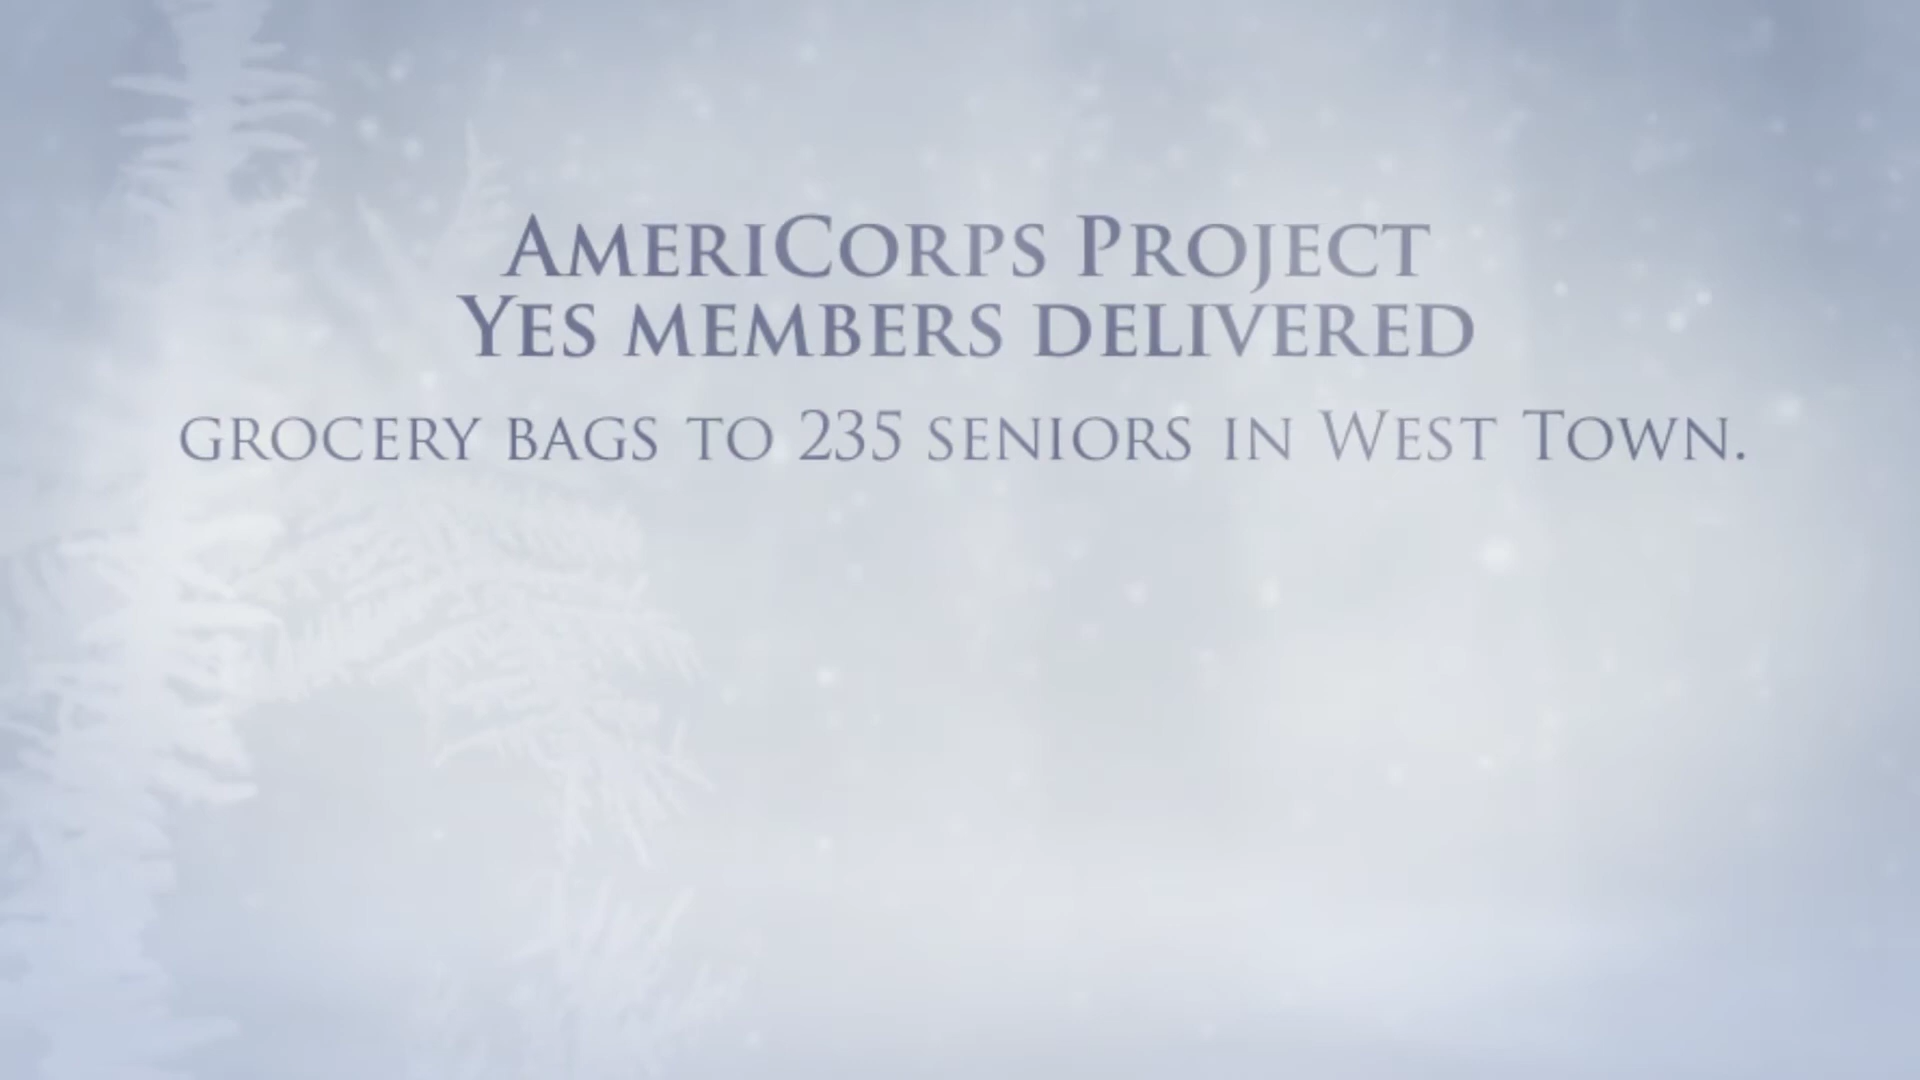 AmeriCorps Project
Yes members delivered
grocery bags to 235 seniors in West Town.